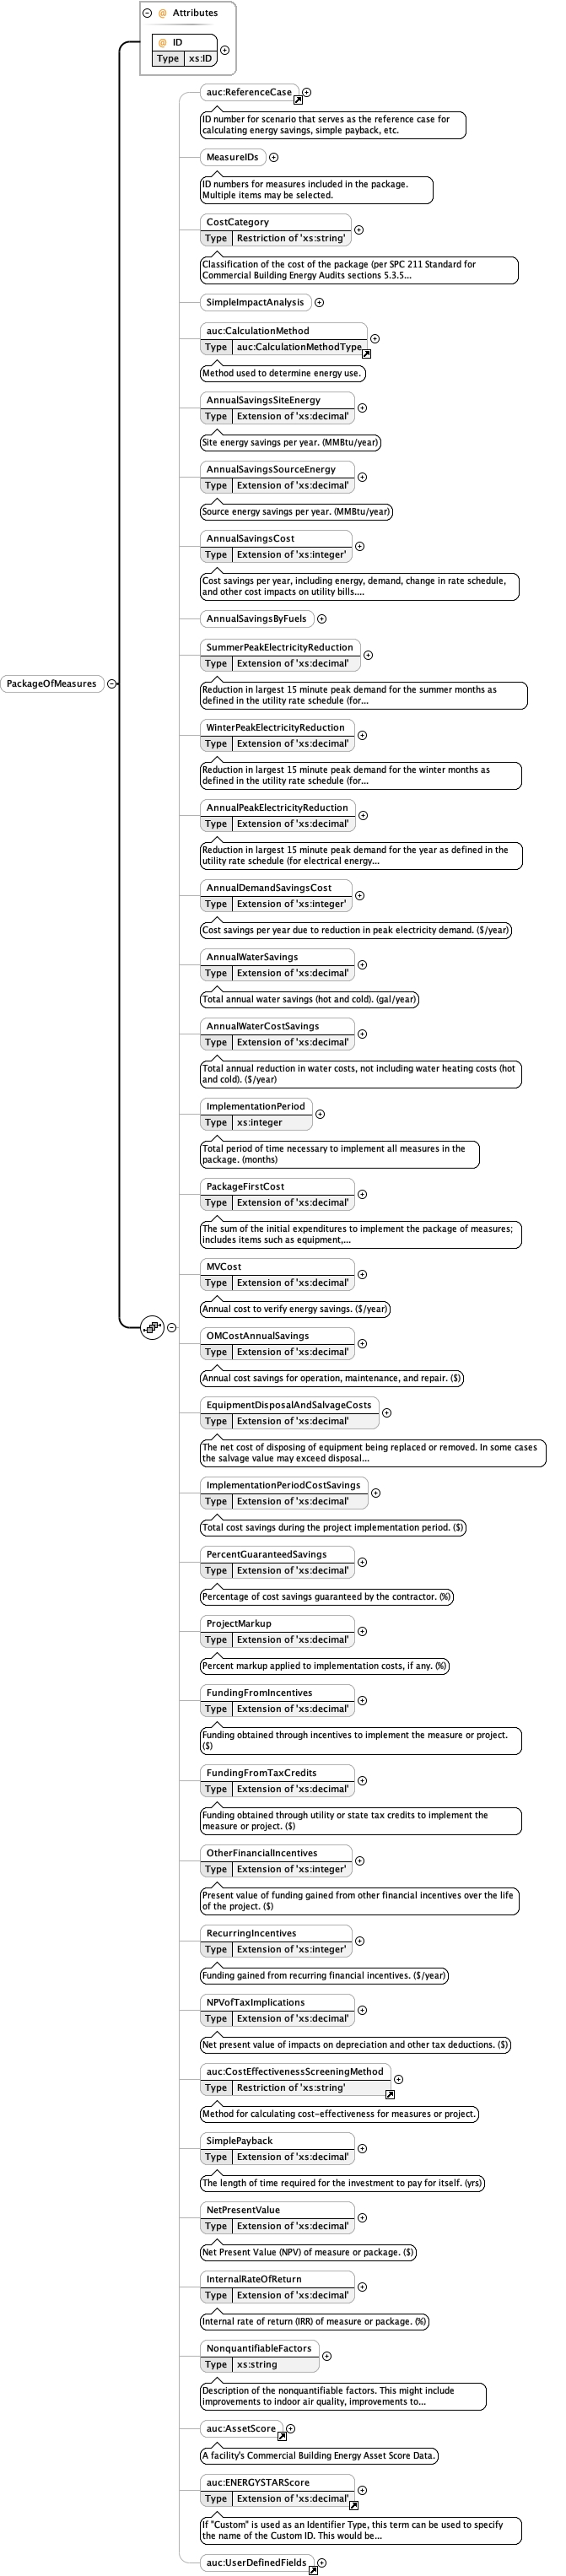 @ Attributes
@ ID
Type xs:ID
auc:ReferenceCase
ID number for scenario that serves as the reference case for
calculating energy savings, simple payback, etc.
MeasureIDs
ID numbers for measures included in the package.
Multiple items may be selected.
CostCategory
Type Restriction of 'xs:string'
Classification of the cost of the package (per SPC 211 Standard for
Commercial Building Energy Audits sections 5.3.5...
SimpleImpactAnalysis
auc:CalculationMethod
Type auc:CalculationMethodType
Method used to determine energy use.
AnnualSavingsSiteEnergy
Type Extension of 'xs:decimal'
Site energy savings per year. (MMBtu/year)
AnnualSavingsSourceEnergy
Type Extension of 'xs:decimal'
Source energy savings per year. (MMBtu/year)
AnnualSavingsCost
Type Extension of 'xs:integer'
Cost savings per year, including energy, demand, change in rate schedule,
and other cost impacts on utility bills....
AnnualSavingsByFuels
SummerPeakElectricityReduction
Type Extension of 'xs:decimal'
Reduction in largest 15 minute peak demand for the summer months as
defined in the utility rate schedule (for...
PackageOfMeasures
WinterPeakElectricityReduction
Type Extension of 'xs:decimal'
Reduction in largest 15 minute peak demand for the winter months as
defined in the utility rate schedule (for...
AnnualPeakElectricityReduction
Type Extension of 'xs:decimal'
Reduction in largest 15 minute peak demand for the year as defined in the
utility rate schedule (for electrical energy...
AnnualDemandSavingsCost
Type Extension of 'xs:integer'
Cost savings per year due to reduction in peak electricity demand. ($/year)
AnnualWaterSavings
Type Extension of 'xs:decimal'
Total annual water savings (hot and cold). (gal/year)
AnnualWaterCostSavings
Type Extension of 'xs:decimal'
Total annual reduction in water costs, not including water heating costs (hot
and cold). ($/year)
ImplementationPeriod
Type xs:integer
Total period of time necessary to implement all measures in the
package. (months)
PackageFirstCost
Type Extension of 'xs:decimal'
The sum of the initial expenditures to implement the package of measures;
includes items such as equipment,...
MVCost
Type Extension of 'xs:decimal'
Annual cost to verify energy savings. ($/year)
OMCostAnnualSavings
Type Extension of 'xs:decimal'
Annual cost savings for operation, maintenance, and repair. ($)
EquipmentDisposalAndSalvageCosts
Type Extension of 'xs:decimal'
The net cost of disposing of equipment being replaced or removed. In some cases
the salvage value may exceed disposal...
ImplementationPeriodCostSavings
Type Extension of 'xs:decimal'
Total cost savings during the project implementation period. ($)
PercentGuaranteedSavings
Type Extension of 'xs:decimal'
Percentage of cost savings guaranteed by the contractor. (%)
ProjectMarkup
Type Extension of 'xs:decimal'
Percent markup applied to implementation costs, if any. (%)
FundingFromIncentives
Type Extension of 'xs:decimal'
Funding obtained through incentives to implement the measure or project.
($)
FundingFromTaxCredits
Type Extension of 'xs:decimal'
Funding obtained through utility or state tax credits to implement the
measure or project. ($)
OtherFinancialIncentives
Type Extension of 'xs:integer'
Present value of funding gained from other financial incentives over the life
of the project. ($)
RecurringIncentives
Type Extension of 'xs:integer'
Funding gained from recurring financial incentives. ($/year)
NPVofTaxImplications
Type Extension of 'xs:decimal'
Net present value of impacts on depreciation and other tax deductions. ($)
auc:CostEffectivenessScreeningMethod
Type Restriction of 'xs:string'
Method for calculating cost-effectiveness for measures or project.
SimplePayback
Type Extension of 'xs:decimal'
The length of time required for the investment to pay for itself. (yrs)
NetPresentValue
Type Extension of 'xs:decimal'
Net Present Value (NPV) of measure or package. ($)
InternalRateOfReturn
Type Extension of 'xs:decimal'
Internal rate of return (IRR) of measure or package. (%)
NonquantifiableFactors
Type xs:string
Description of the nonquantifiable factors. This might include
improvements to indoor air quality, improvements to...
auc:AssetScore
A facility's Commercial Building Energy Asset Score Data.
auc:ENERGYSTARScore
Type Extension of 'xs:decimal'
If "Custom" is used as an Identifier Type, this term can be used to specify
the name of the Custom ID. This would be...
auc:UserDefinedFields